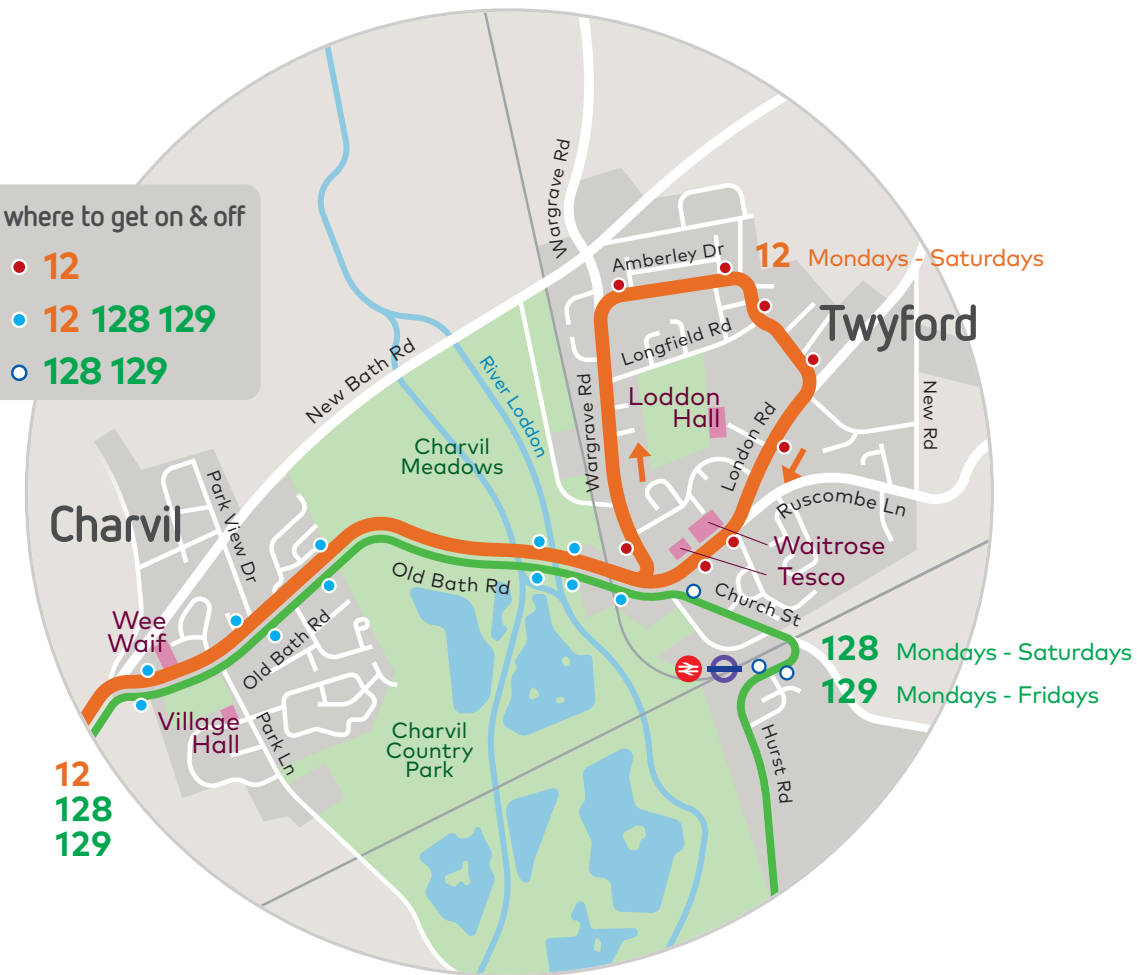 where to get on & off
12
12 128 129
128 129
Wargrave Rd
Amberley Dr
12 Mondays - Saturdays
Twyford
Longfield Rd
New Bath Rd
River Loddon
Loddon
Hall
Wargrave Rd
London Rd
New Rd
Charvil
Meadows
Park View Dr
Ruscombe Ln
Charvil
Waitrose
Tesco
Old Bath Rd
Church St
Wee
Waif
Old Bath Rd
128 Mondays - Saturdays
129 Mondays - Fridays
Village
Hall
Park Ln
Charvil
Country
Park
Hurst Rd
12
128
129